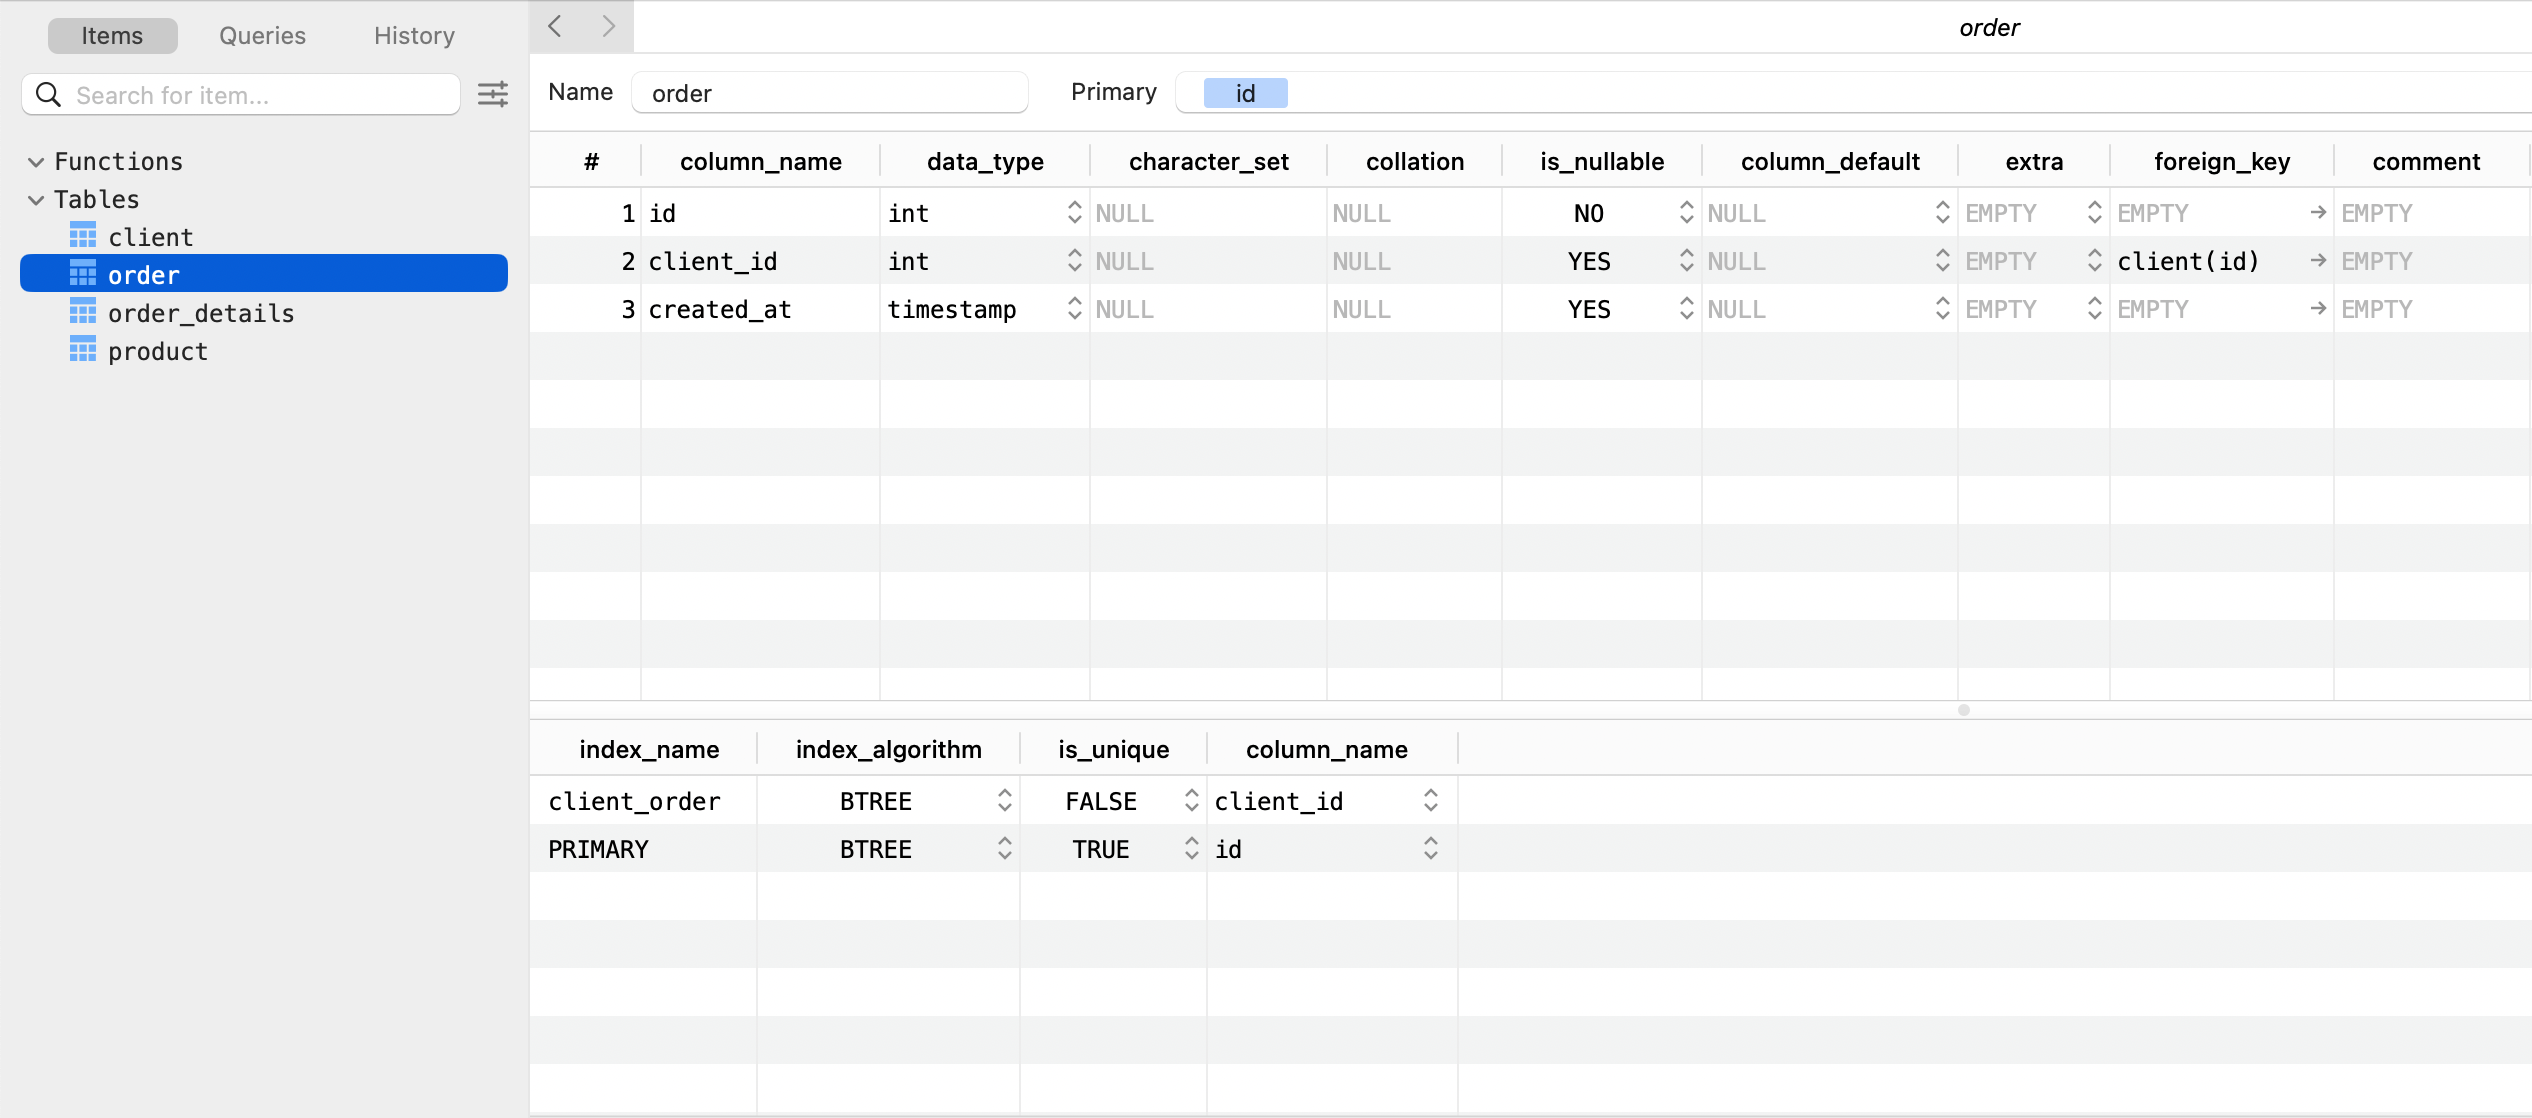 Items Queries History
order
Search for item...
Name order Primary id
Functions
Tables
client
order
order_details
product
# column_name data_type character_set collation is_nullable column_default extra foreign_key comment
1 id int NULL NULL NO NULL EMPTY EMPTY EMPTY
2 client_id int NULL NULL YES NULL EMPTY client(id) EMPTY
3 created_at timestamp NULL NULL YES NULL EMPTY EMPTY EMPTY
index_name index_algorithm is_unique column_name
client_order BTREE FALSE client_id
PRIMARY BTREE TRUE id